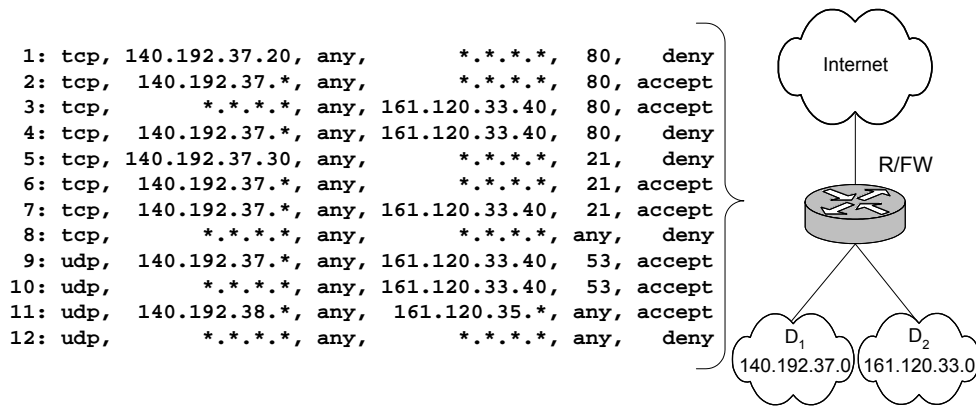 1: tcp, 140.192.37.20, any, *.*.*.*, 80, deny
2: tcp, 140.192.37.*, any, *.*.*.*, 80, accept
3: tcp, *.*.*.*, any, 161.120.33.40, 80, accept
4: tcp, 140.192.37.*, any, 161.120.33.40, 80, deny
5: tcp, 140.192.37.30, any, *.*.*.*, 21, deny
6: tcp, 140.192.37.*, any, *.*.*.*, 21, accept
7: tcp, 140.192.37.*, any, 161.120.33.40, 21, accept
8: tcp, *.*.*.*, any, *.*.*.*, any, deny
9: udp, 140.192.37.*, any, 161.120.33.40, 53, accept
10: udp, *.*.*.*, any, 161.120.33.40, 53, accept
11: udp, 140.192.38.*, any, 161.120.35.*, any, accept
12: udp, *.*.*.*, any, *.*.*.*, any, deny
Internet
R/FW
D1
140.192.37.0
D2
161.120.33.0